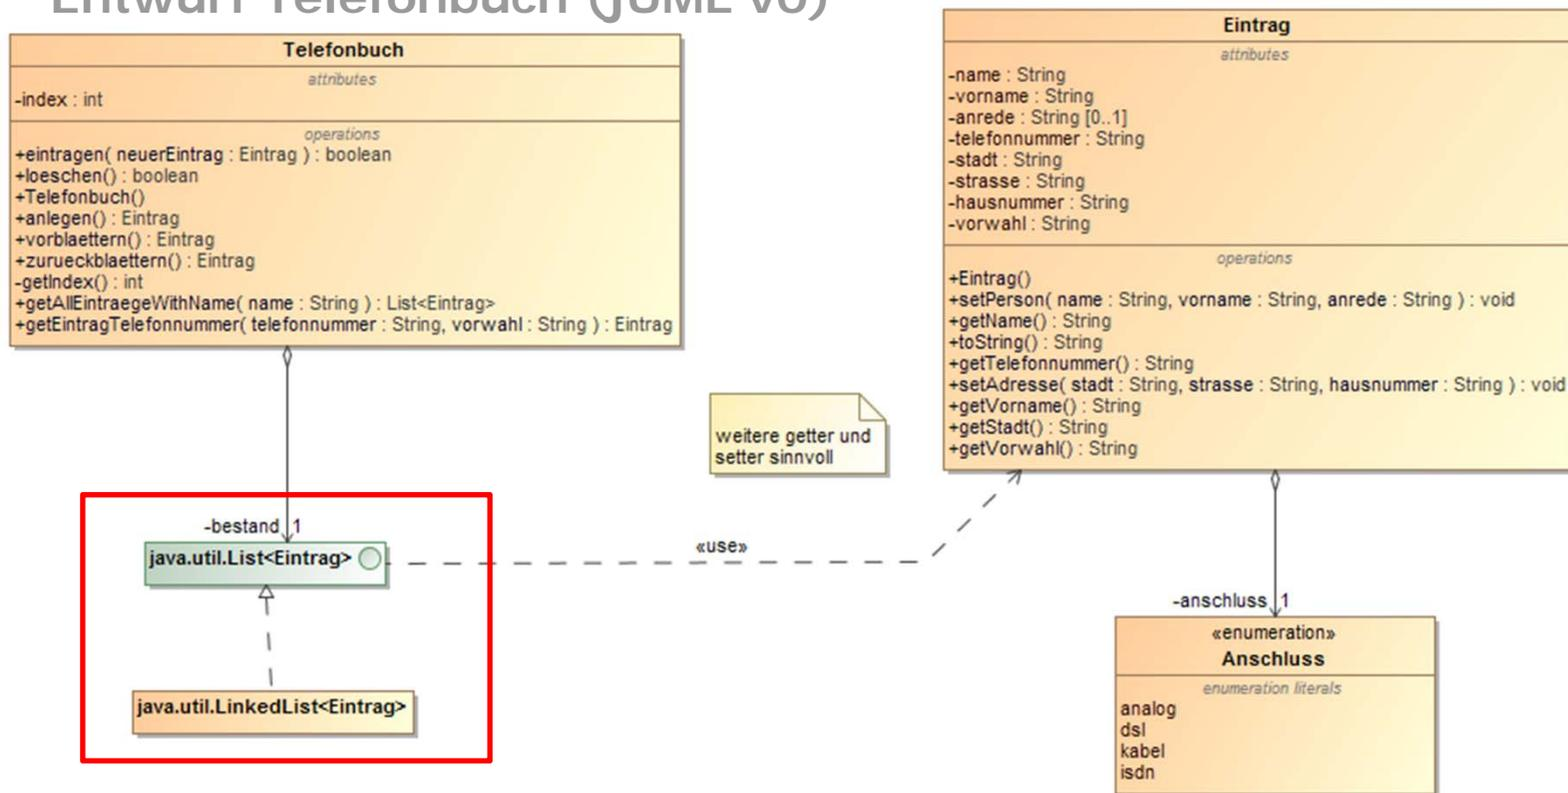 Entwurf Telefonbuch (JUML v0)
Telefonbuch
attributes
-index : int
operations
+eintragen( neuerEintrag : Eintrag ) : boolean
+loeschen() : boolean
+Telefonbuch()
+anlegen() : Eintrag
+vorblaettern() : Eintrag
+zurueckblaettern() : Eintrag
-getIndex() : int
+getAllEintraegeWithName( name : String ) : List<Eintrag>
+getEintragTelefonnummer( telefonnummer : String, vorwahl : String ) : Eintrag
-bestand 1
java.util.List<Eintrag>
java.util.LinkedList<Eintrag>
weitere getter und
setter sinnvoll
«use»
Eintrag
attributes
-name : String
-vorname : String
-anrede : String [0..1]
-telefonnummer : String
-stadt : String
-strasse : String
-hausnummer : String
-vorwahl : String
operations
+Eintrag()
+setPerson( name : String, vorname : String, anrede : String ) : void
+getName() : String
+toString() : String
+getTelefonnummer() : String
+setAdresse( stadt : String, strasse : String, hausnummer : String ) : void
+getVorname() : String
+getStadt() : String
+getVorwahl() : String
-anschluss 1
«enumeration»
Anschluss
enumeration literals
analog
dsl
kabel
isdn